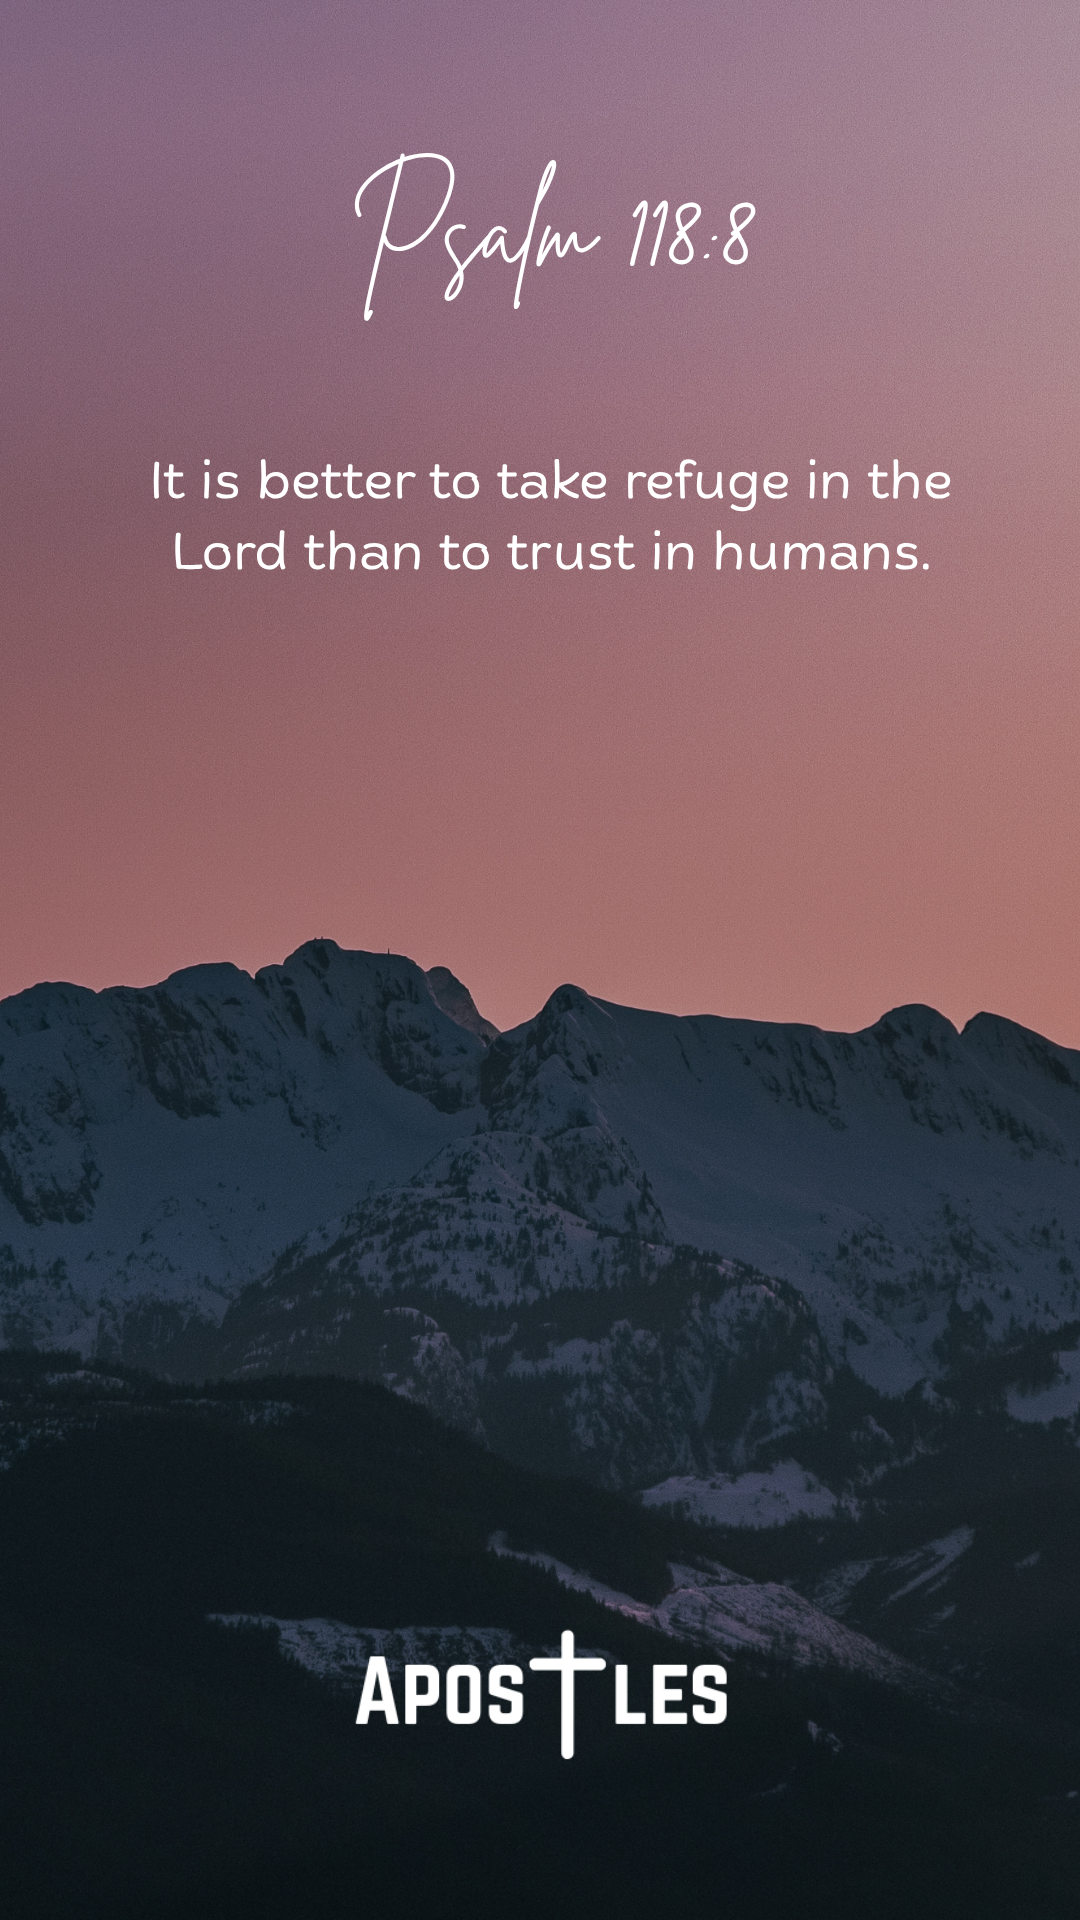 Psalm 118:8
It is better to take refuge in the
Lord than to trust in humans.
APOSTLES